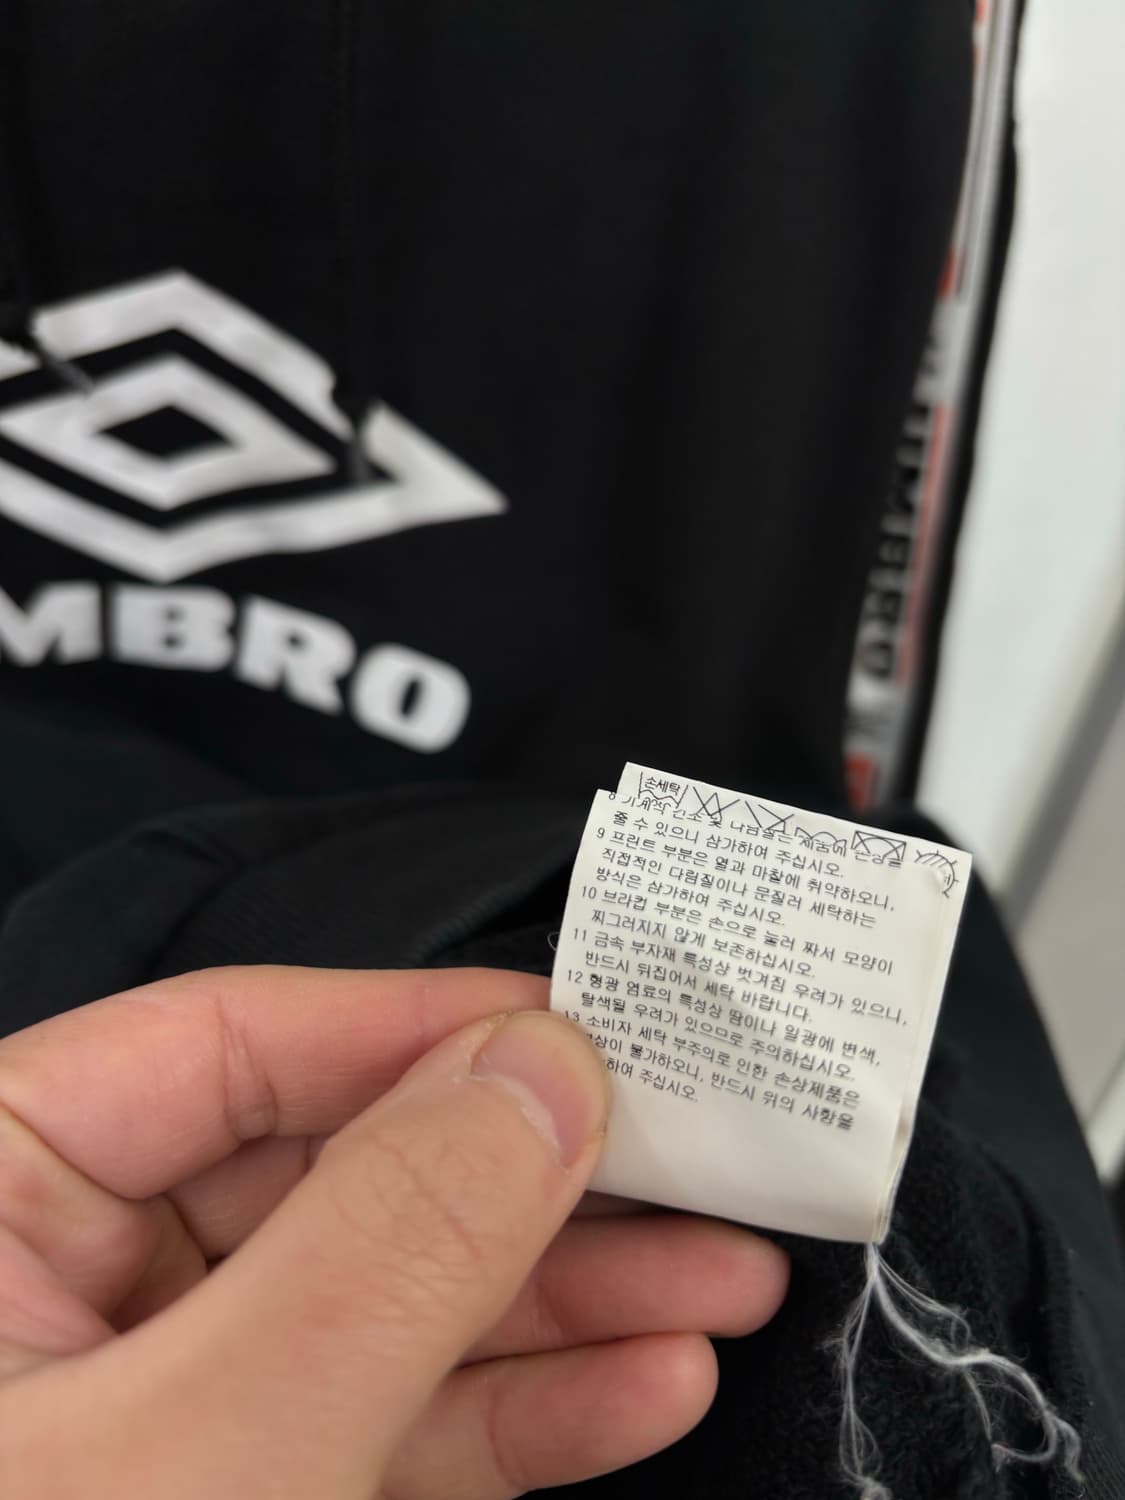 MBRO
손세탁
8 기계적 건조 및 다림질은 제품에 손상을
줄 수 있으니 삼가하여 주십시오.
9 프린트 부분은 열과 마찰에 취약하오니,
직접적인 다림질이나 문질러 세탁하는
방식은 삼가하여 주십시오.
10 브라컵 부분은 손으로 눌러 짜서 모양이
찌그러지지 않게 보존하십시오.
11 금속 부자재 특성상 벗겨짐 우려가 있으니,
반드시 뒤집어서 세탁 바랍니다.
12 형광 염료의 특성상 땀이나 일광에 변색,
탈색될 우려가 있으므로 주의하십시오.
13 소비자 세탁 부주의로 인한 손상제품은
상이 불가하오니, 반드시 위의 사항을
하여 주십시오.